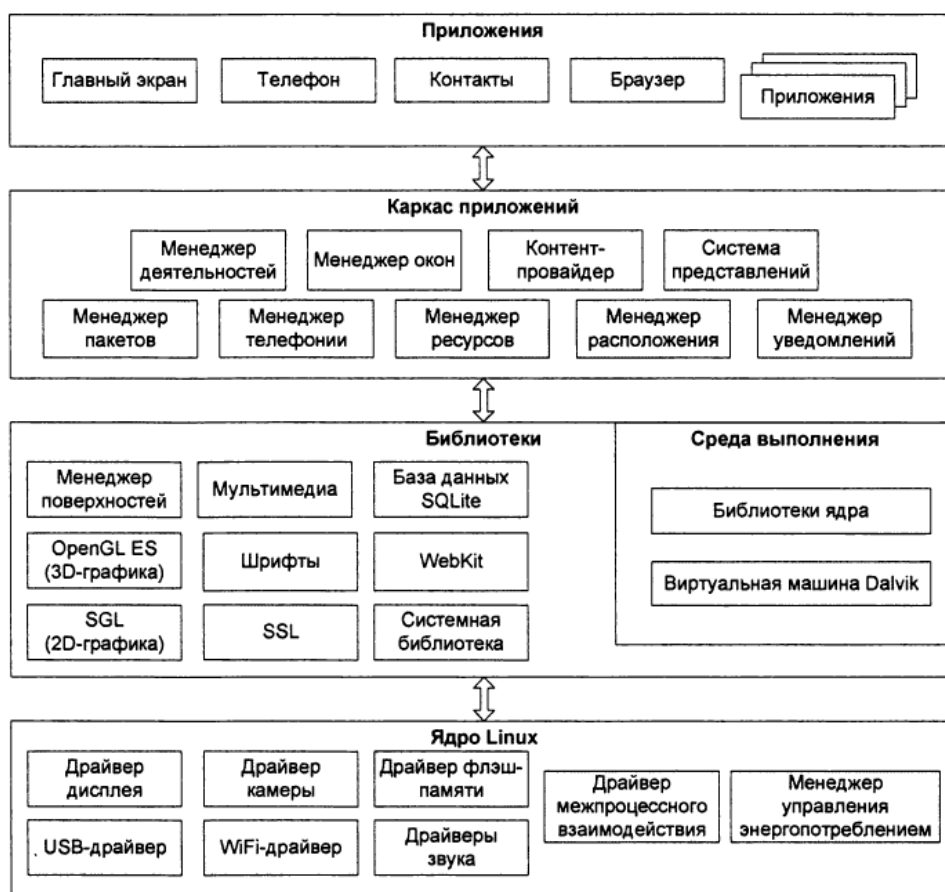 Приложения
Главный экран
Телефон
Контакты
Браузер
Приложения
Каркас приложений
Менеджер
деятельностей
Менеджер окон
Контент-
провайдер
Система
представлений
Менеджер
пакетов
Менеджер
телефонии
Менеджер
ресурсов
Менеджер
расположения
Менеджер
уведомлений
Библиотеки
Менеджер
поверхностей
Мультимедиа
База данных
SQLite
OpenGL ES
(3D-графика)
Шрифты
WebKit
SGL
(2D-графика)
SSL
Системная
библиотека
Среда выполнения
Библиотеки ядра
Виртуальная машина Dalvik
Ядро Linux
Драйвер
дисплея
Драйвер
камеры
Драйвер флэш-
памяти
USB-драйвер
WiFi-драйвер
Драйверы
звука
Драйвер
межпроцессного
взаимодействия
Менеджер
управления
энергопотреблением